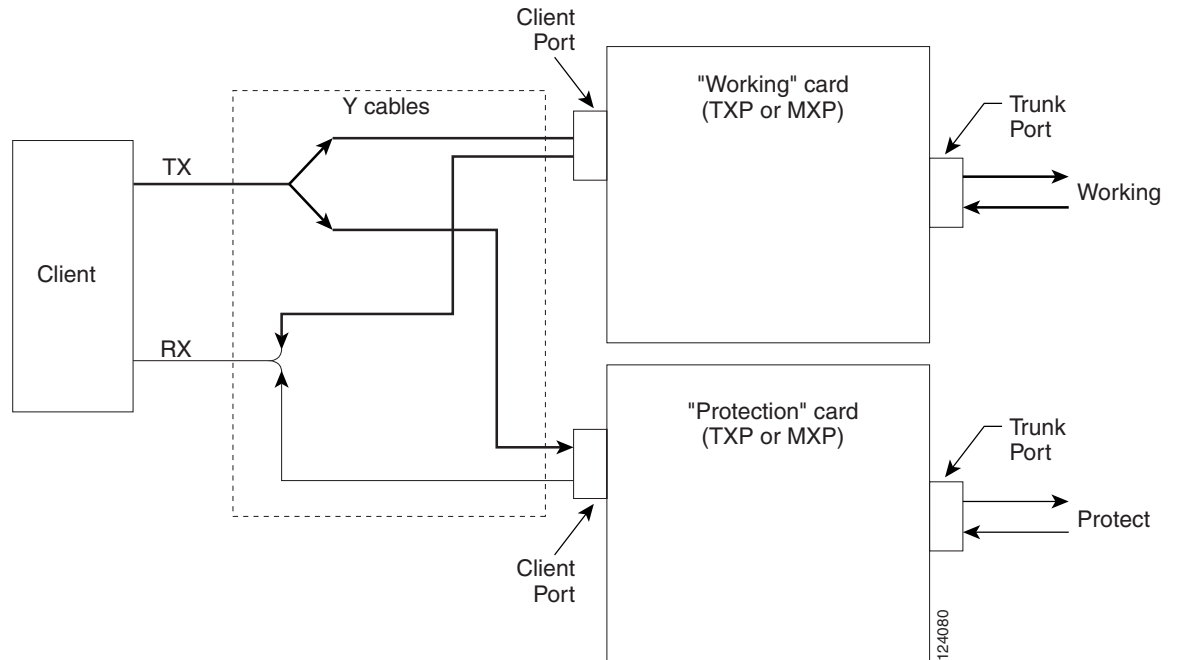 Client
Port
"Working" card
(TXP or MXP)
Trunk
Port
Y cables
TX
Working
Client
RX
"Protection" card
(TXP or MXP)
Trunk
Port
Protect
Client
Port
124080